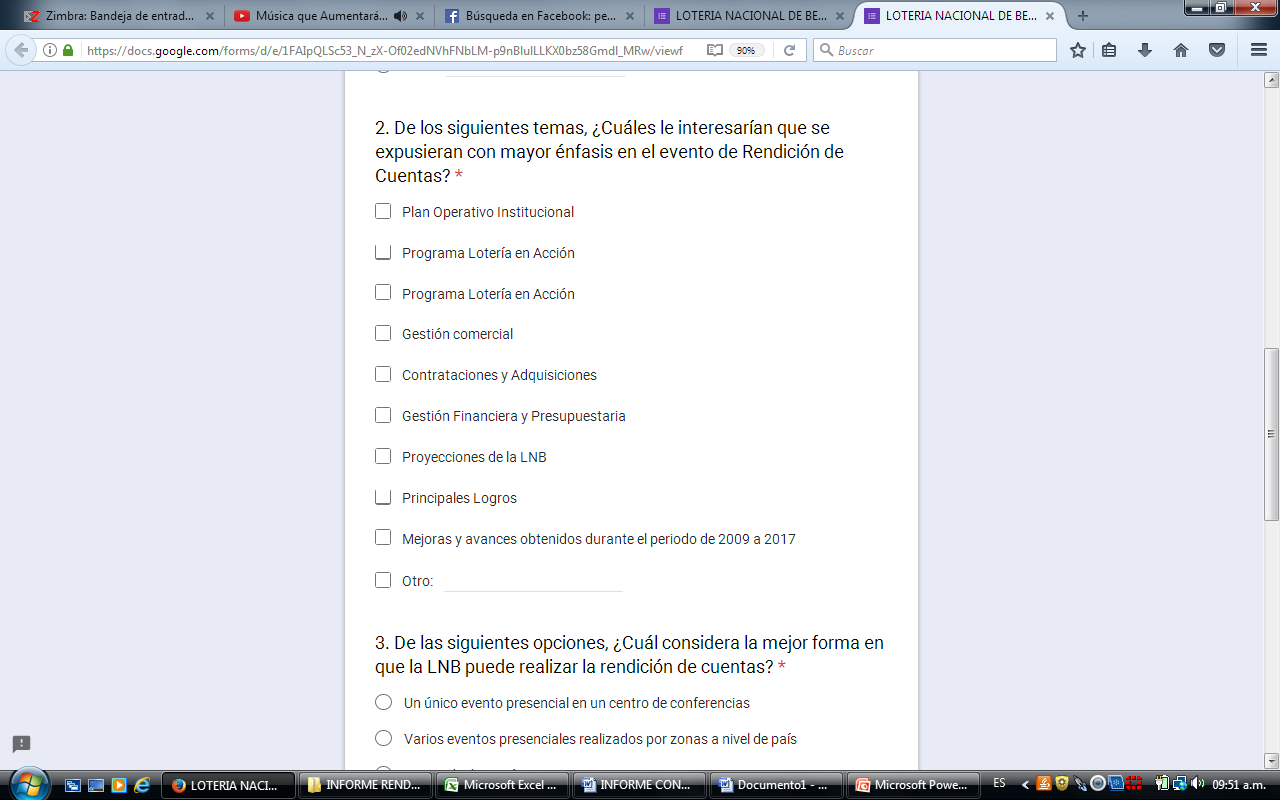 Zimbra: Bandeja de entrad...
Música que Aumentará...
Búsqueda en Facebook: pe...
LOTERIA NACIONAL DE BE...
LOTERIA NACIONAL DE BE...
https://docs.google.com/forms/d/e/1FAIpQLSc53_N_zX-Of02edNVhFNbLM-p9nBIulLLKX0bz58Gmdl_MRw/viewf
90%
Buscar
2. De los siguientes temas, ¿Cuáles le interesarían que se
expusieran con mayor énfasis en el evento de Rendición de
Cuentas? *
Plan Operativo Institucional
Programa Lotería en Acción
Programa Lotería en Acción
Gestión comercial
Contrataciones y Adquisiciones
Gestión Financiera y Presupuestaria
Proyecciones de la LNB
Principales Logros
Mejoras y avances obtenidos durante el periodo de 2009 a 2017
Otro:
3. De las siguientes opciones, ¿Cuál considera la mejor forma en
que la LNB puede realizar la rendición de cuentas? *
Un único evento presencial en un centro de conferencias
Varios eventos presenciales realizados por zonas a nivel de país
LOTERIA NACI...
INFORME REND...
Microsoft Excel ...
INFORME CON...
Documento1 - ...
Microsoft Powe...
ES
09:51 a.m.